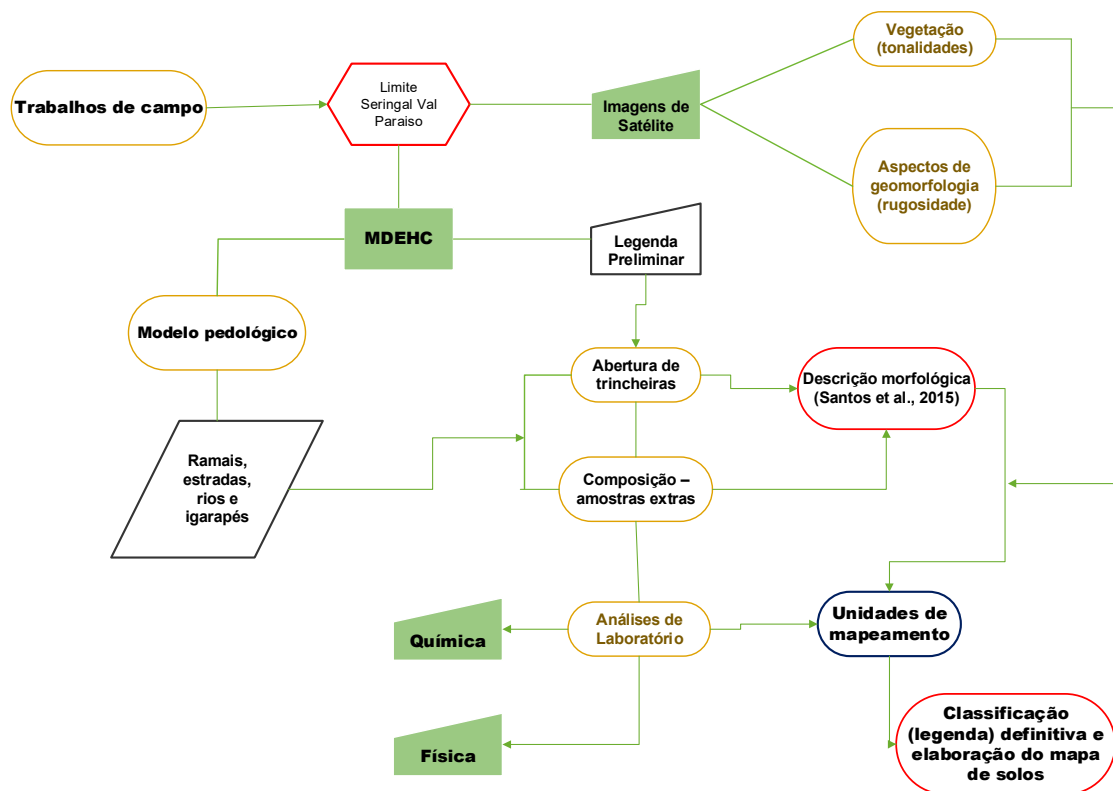 Trabalhos de campo
Limite
Seringal Val
Paraiso
Imagens de
Satélite
Vegetação
(tonalidades)
Aspectos de
geomorfologia
(rugosidade)
MDEHC
Legenda
Preliminar
Modelo pedológico
Abertura de
trincheiras
Descrição morfológica
(Santos et al., 2015)
Ramais,
estradas,
rios e
igarapés
Composição –
amostras extras
Análises de
Laboratório
Unidades de
mapeamento
Química
Física
Classificação
(legenda) definitiva e
elaboração do mapa
de solos